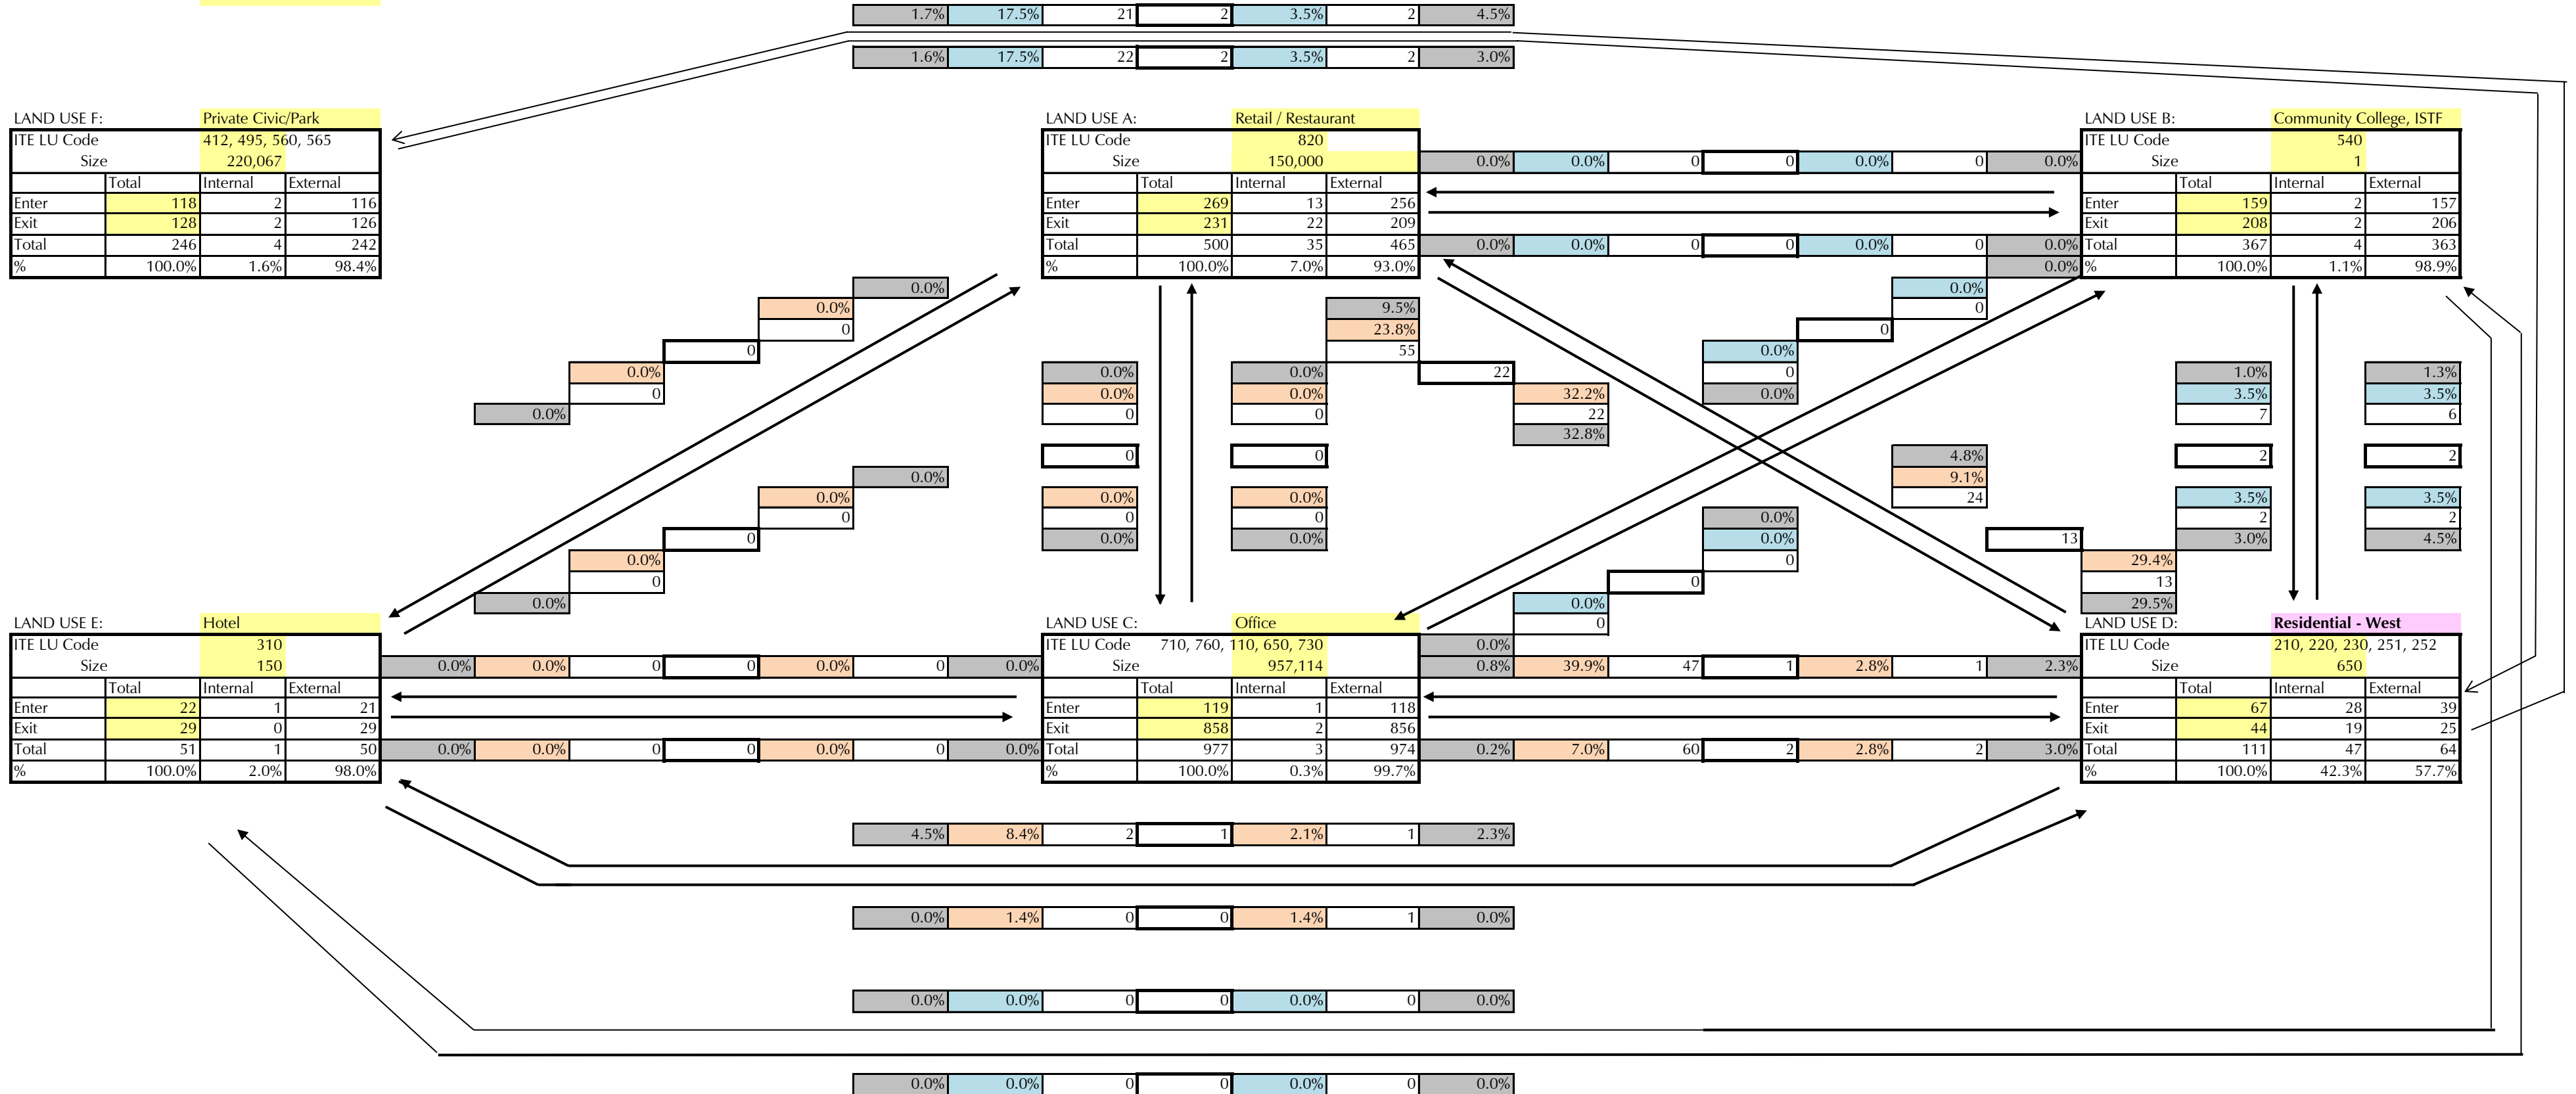 1.7% 17.5% 21 2 3.5% 2 4.5%
1.6% 17.5% 22 2 3.5% 2 3.0%
LAND USE F: Private Civic/Park
ITE LU Code 412, 495, 560, 565
Size 220,067
Total Internal External
Enter 118 2 116
Exit 128 2 126
Total 246 4 242
% 100.0% 1.6% 98.4%
LAND USE A: Retail / Restaurant
ITE LU Code 820
Size 150,000
Total Internal External
Enter 269 13 256
Exit 231 22 209
Total 500 35 465
% 100.0% 7.0% 93.0%
0.0% 0.0% 0 0 0.0% 0 0.0%
0.0% 0.0% 0 0 0.0% 0 0.0%
LAND USE B: Community College, ISTF
ITE LU Code 540
Size 1
Total Internal External
Enter 159 2 157
Exit 208 2 206
Total 367 4 363
% 100.0% 1.1% 98.9%
0.0%
0.0%
0
0
0.0%
0
0.0%
0.0%
0.0%
0
0
0.0%
0
0.0%
0.0% 0.0%
0.0% 0.0%
0 0
0 0
0.0% 0.0%
0 0
0.0% 0.0%
9.5%
23.8%
55
22
32.2%
22
32.8%
0.0%
0.0%
0
0
0.0%
0
0.0%
4.8%
9.1%
24
13
29.4%
13
29.5%
0.0%
0.0%
0
0
0.0%
0
0.0%
1.0% 1.3%
3.5% 3.5%
7 6
2 2
3.5% 3.5%
2 2
3.0% 4.5%
LAND USE E: Hotel
ITE LU Code 310
Size 150
Total Internal External
Enter 22 1 21
Exit 29 0 29
Total 51 1 50
% 100.0% 2.0% 98.0%
0.0% 0.0% 0 0 0.0% 0 0.0%
0.0% 0.0% 0 0 0.0% 0 0.0%
LAND USE C: Office
ITE LU Code 710, 760, 110, 650, 730
Size 957,114
Total Internal External
Enter 119 1 118
Exit 858 2 856
Total 977 3 974
% 100.0% 0.3% 99.7%
0.8% 39.9% 47 1 2.8% 1 2.3%
0.2% 7.0% 60 2 2.8% 2 3.0%
LAND USE D: Residential - West
ITE LU Code 210, 220, 230, 251, 252
Size 650
Total Internal External
Enter 67 28 39
Exit 44 19 25
Total 111 47 64
% 100.0% 42.3% 57.7%
4.5% 8.4% 2 1 2.1% 1 2.3%
0.0% 1.4% 0 0 1.4% 1 0.0%
0.0% 0.0% 0 0 0.0% 0 0.0%
0.0% 0.0% 0 0 0.0% 0 0.0%